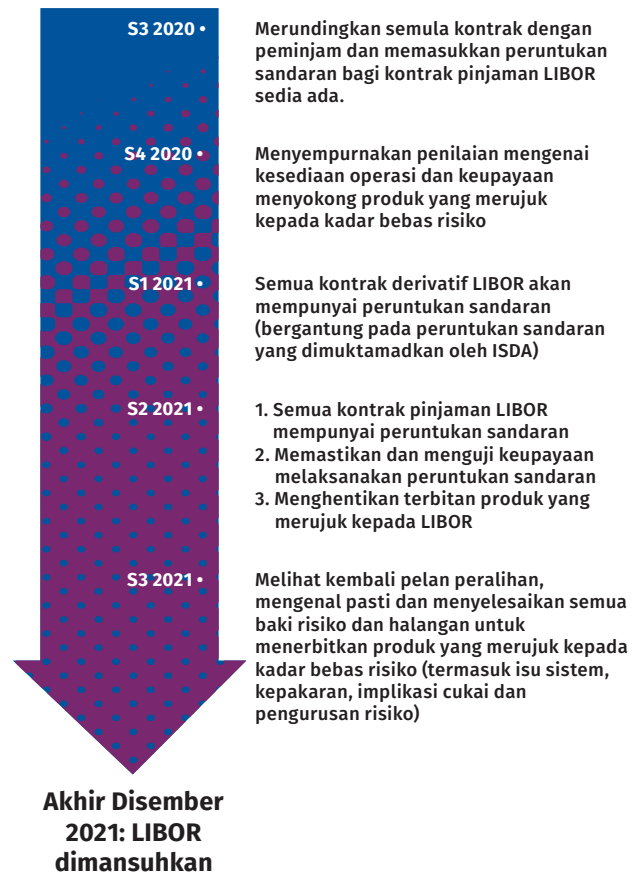 S3 2020 •
Merundingkan semula kontrak dengan
peminjam dan memasukkan peruntukan
sandaran bagi kontrak pinjaman LIBOR
sedia ada.
S4 2020 •
Menyempurnakan penilaian mengenai
kesediaan operasi dan keupayaan
menyokong produk yang merujuk
kepada kadar bebas risiko
S1 2021 •
Semua kontrak derivatif LIBOR akan
mempunyai peruntukan sandaran
(bergantung pada peruntukan sandaran
yang dimuktamadkan oleh ISDA)
S2 2021 •
1. Semua kontrak pinjaman LIBOR
mempunyai peruntukan sandaran
2. Memastikan dan menguji keupayaan
melaksanakan peruntukan sandaran
3. Menghentikan terbitan produk yang
merujuk kepada LIBOR
S3 2021 •
Melihat kembali pelan peralihan,
mengenal pasti dan menyelesaikan semua
baki risiko dan halangan untuk
menerbitkan produk yang merujuk kepada
kadar bebas risiko (termasuk isu sistem,
kepakaran, implikasi cukai dan
pengurusan risiko)
Akhir Disember
2021: LIBOR
dimansuhkan